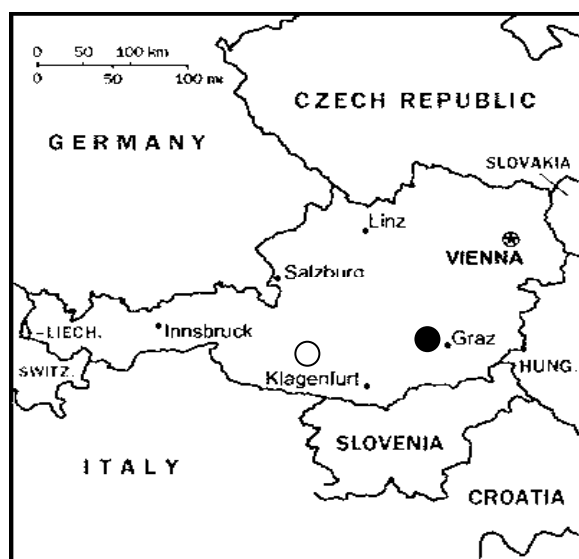 0 50 100 km
0 50 100 mi
CZECH REPUBLIC
GERMANY
SLOVAKIA
Linz
VIENNA
Salzburg
Innsbruck
-LIECH.
Graz
SWITZ.
HUNG.
Klagenfurt
SLOVENIA
ITALY
CROATIA